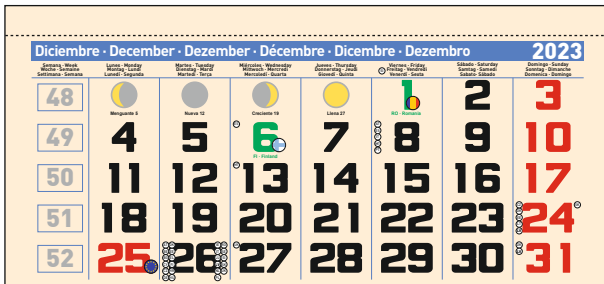 Diciembre · December · Dezember · Décembre · Dicembre · Dezembro 2023
Semana · Week Lunes · Monday Martes · Tuesday Miércoles · Wednesday Jueves · Thursday Viernes · Friday Sábado · Saturday Domingo · Sunday
Woche · Semaine Montag · Lundi Dienstag · Mardi Mittwoch · Mercredi Donnerstag · Jeudi Freitag · Vendredi Samstag · Samedi Sonntag · Dimanche
Settimana · Semana Lunedì · Segunda Martedì · Terça Mercoledì · Quarta Giovedì · Quinta Venerdì · Sexta Sabato · Sábado Domenica · Domingo
48 1 2 3
Menguante 5 Nueva 12 Creciente 19 Llena 27 RO - Romania
49 4 5 6 7 8 9 10
FI - Finland
50 11 12 13 14 15 16 17
51 18 19 20 21 22 23 24
52 25 26 27 28 29 30 31